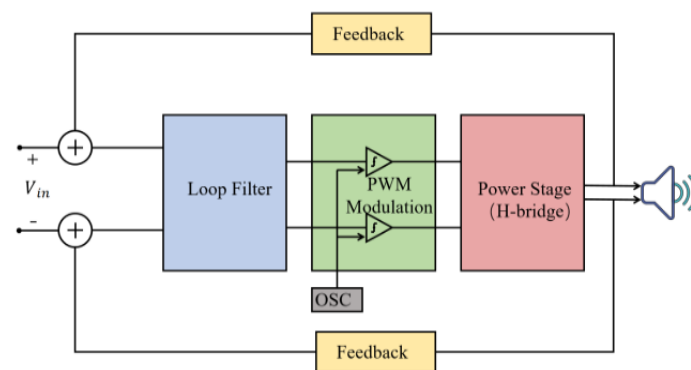 Feedback
+
+
V_in
-
+
Loop Filter
PWM
Modulation
Power Stage
(H-bridge)
+
OSC
Feedback